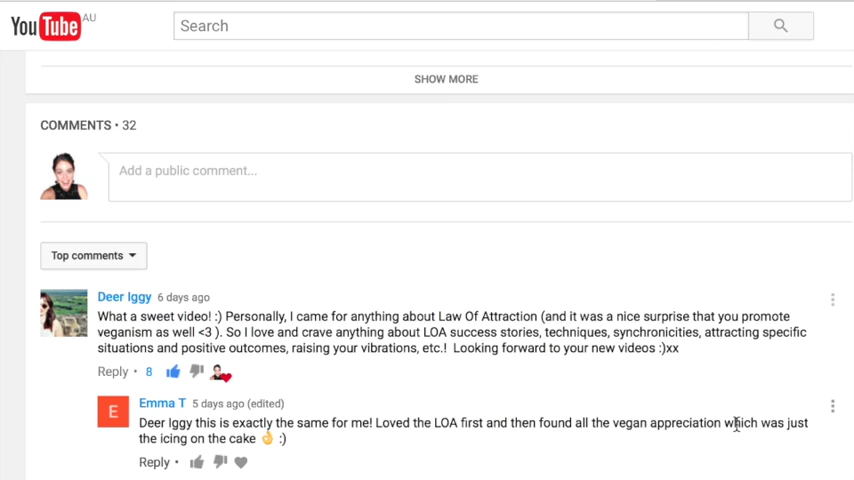 YouTube AU
Search
SHOW MORE
COMMENTS • 32
Add a public comment...
Top comments
Deer Iggy 6 days ago
What a sweet video! :) Personally, I came for anything about Law Of Attraction (and it was a nice surprise that you promote
veganism as well <3 ). So I love and crave anything about LOA success stories, techniques, synchronicities, attracting specific
situations and positive outcomes, raising your vibrations, etc.! Looking forward to your new videos :)xx
Reply • 8
E
Emma T 5 days ago (edited)
Deer Iggy this is exactly the same for me! Loved the LOA first and then found all the vegan appreciation which was just
the icing on the cake 👌 :)
Reply •